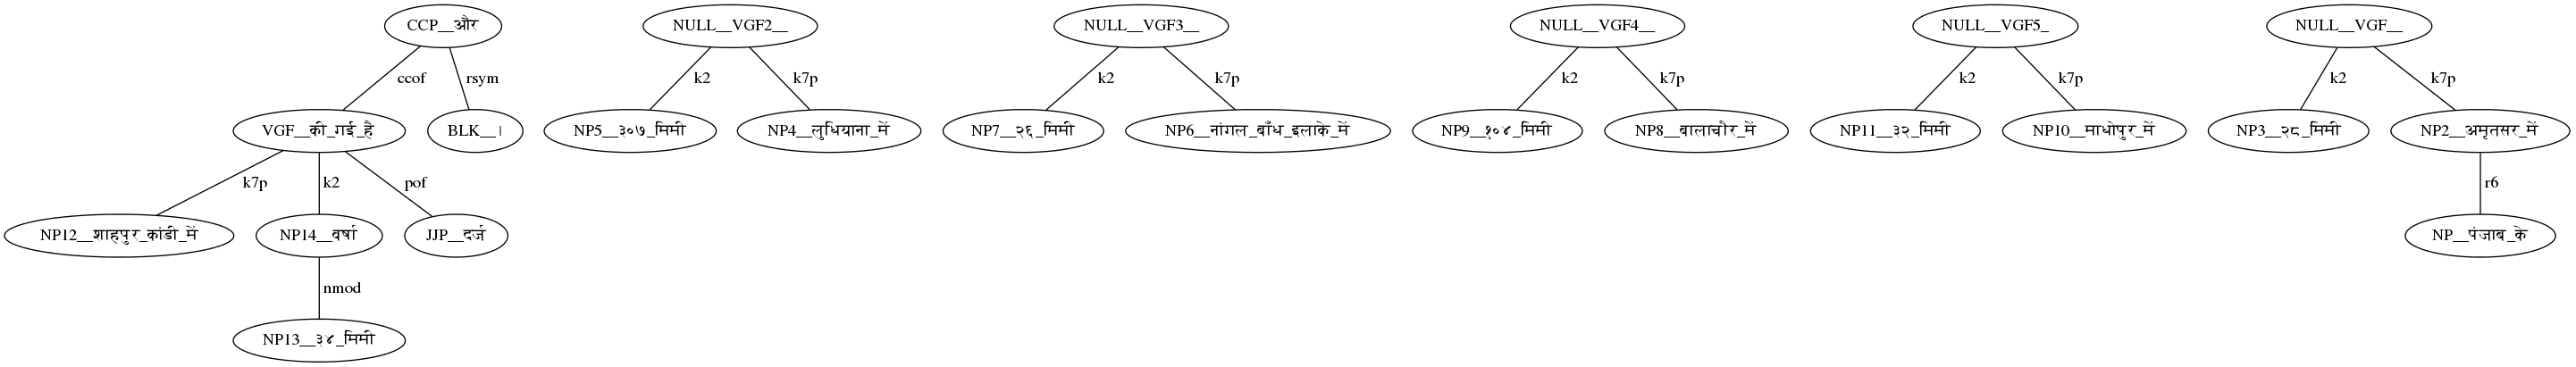 CCP__और NULL__VGF2__ NULL__VGF3__ NULL__VGF4__ NULL__VGF5_ NULL__VGF__
ccof rsym k2 k7p k2 k7p k2 k7p k2 k7p k2 k7p
VGF__की_गई_है BLK__। NP5__३०७_मिमी NP4__लुधियाना_में NP7__२६_मिमी NP6__नांगल_बाँध_इलाके_में NP9__१०४_मिमी NP8__बालाचौर_में NP11__३२_मिमी NP10__माधोपुर_में NP3__२८_मिमी NP2__अमृतसर_में
k7p k2 pof r6
NP12__शाहपुर_कांडी_में NP14__वर्षा JJP__दर्ज NP__पंजाब_के
nmod
NP13__३४_मिमी